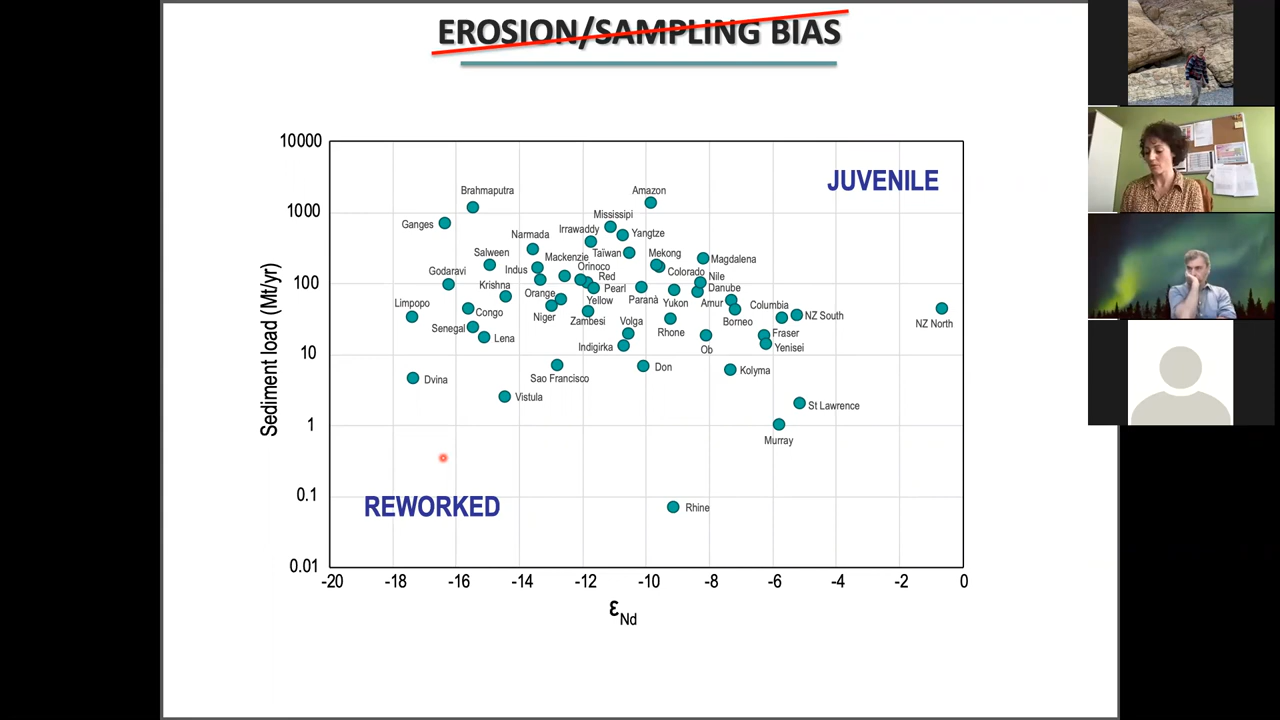 EROSION/SAMPLING BIAS
10000
1000
100
10
1
0.1
0.01
Sediment load (Mt/yr)
JUVENILE
REWORKED
Brahmaputra
Amazon
Ganges
Mississipi
Irrawaddy
Yangtze
Narmada
Salween
Mackenzie
Taïwan
Mekong
Magdalena
Godaravi
Indus
Orinoco
Colorado
Nile
Red
Krishna
Orange
Pearl
Danube
Limpopo
Yellow
Paranà
Yukon
Amur
Columbia
Congo
Niger
Zambesi
Volga
Borneo
NZ South
NZ North
Senegal
Rhone
Fraser
Lena
Indigirka
Ob
Yenisei
Dvina
Sao Francisco
Don
Kolyma
Vistula
St Lawrence
Murray
Rhine
-20 -18 -16 -14 -12 -10 -8 -6 -4 -2 0
εNd